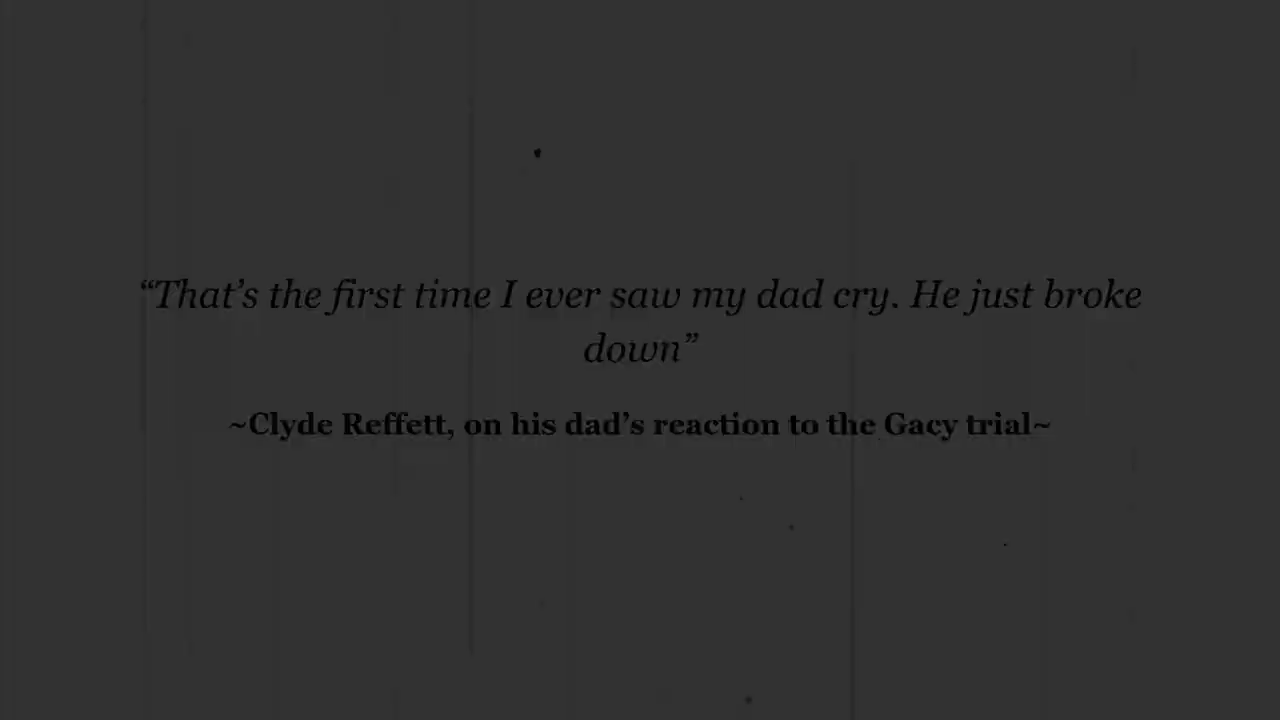 “That’s the first time I ever saw my dad cry. He just broke
down”
~Clyde Reffett, on his dad’s reaction to the Gacy trial~